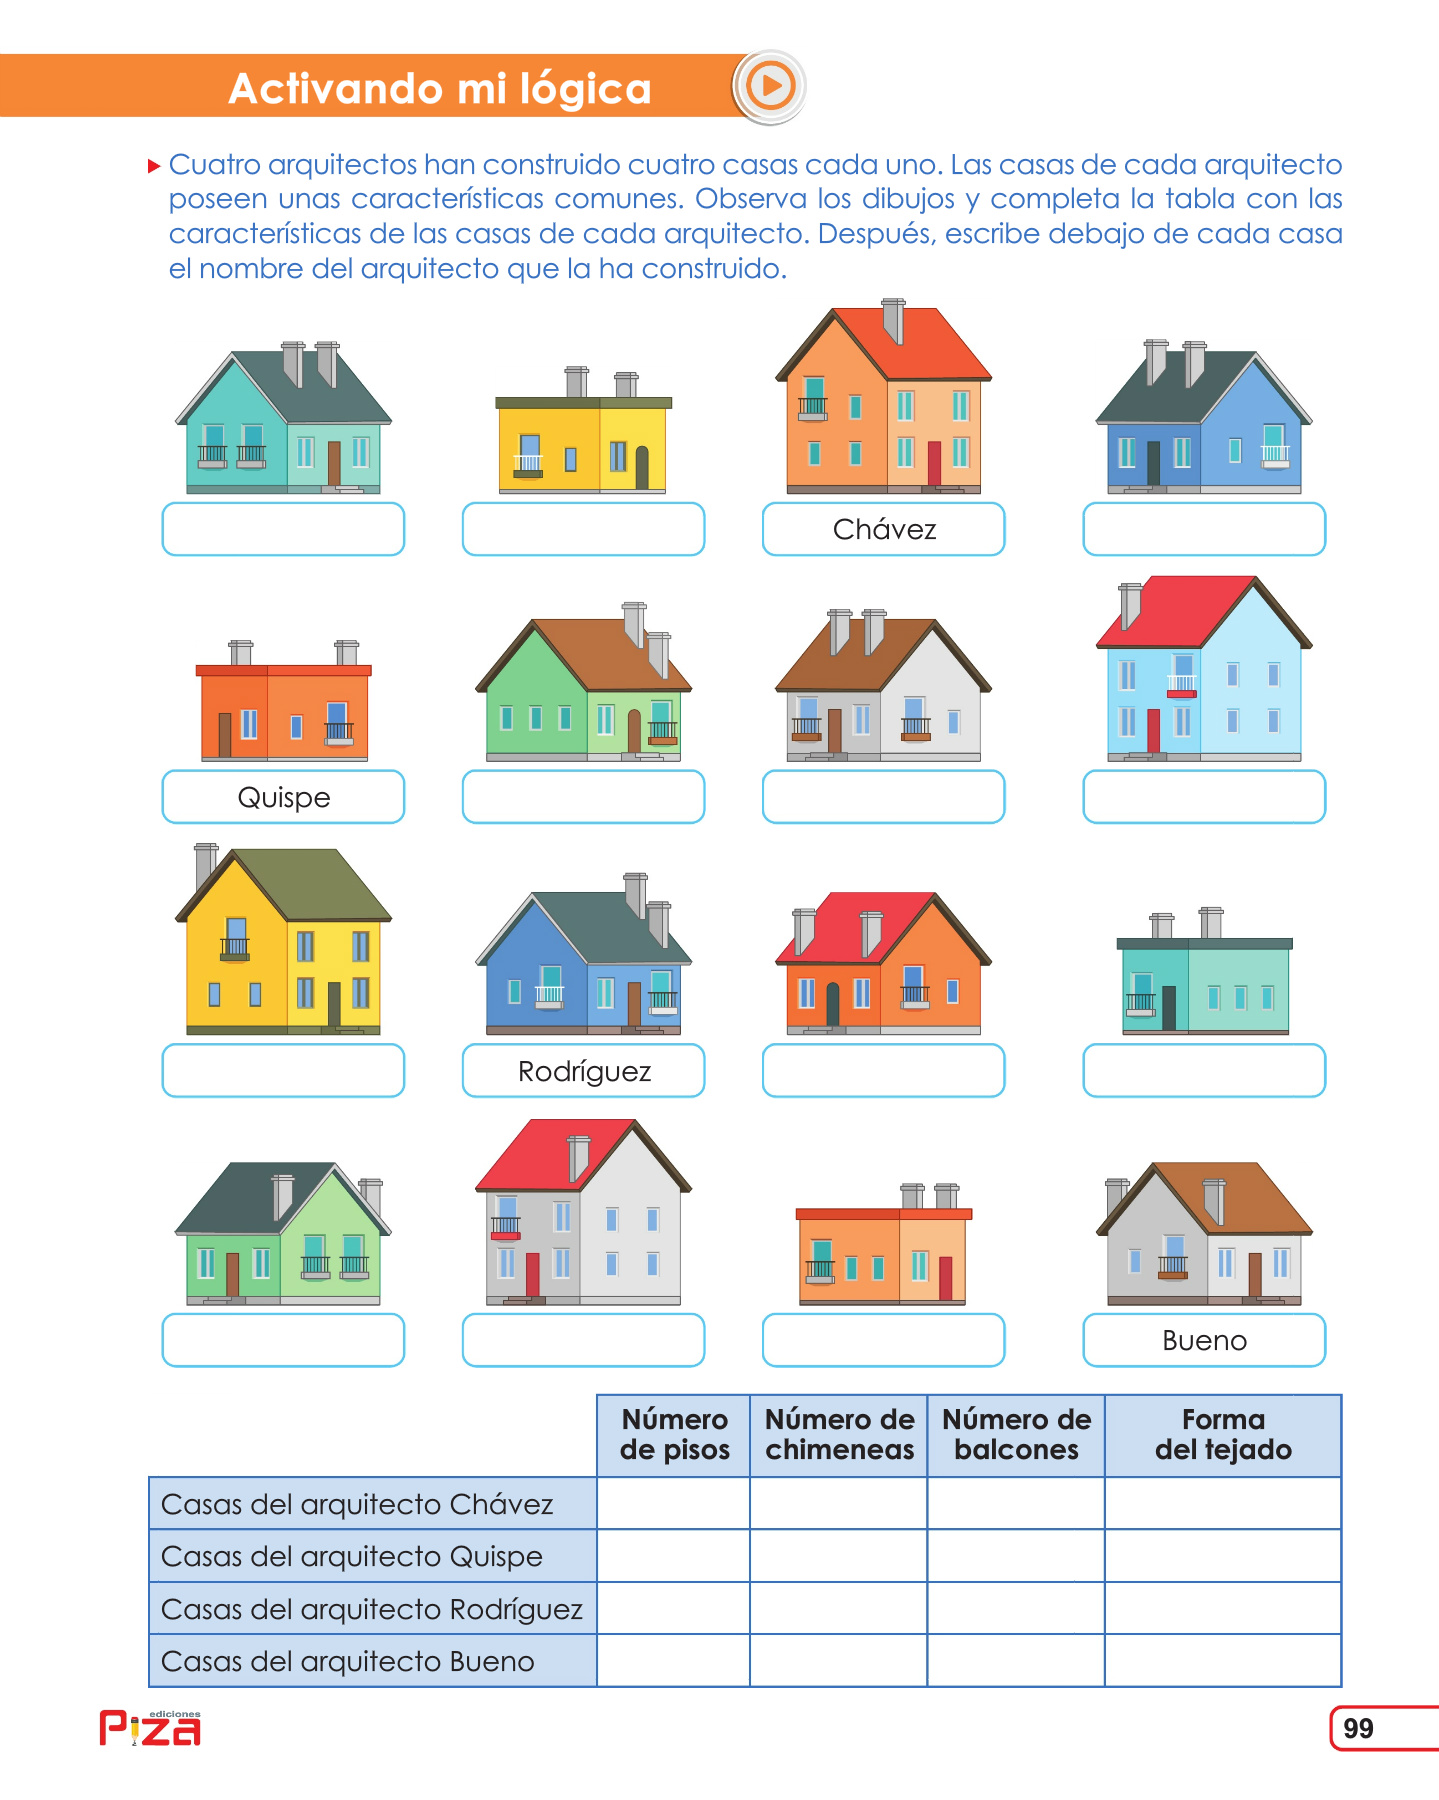 Activando mi lógica
Cuatro arquitectos han construido cuatro casas cada uno. Las casas de cada arquitecto
poseen unas características comunes. Observa los dibujos y completa la tabla con las
características de las casas de cada arquitecto. Después, escribe debajo de cada casa
el nombre del arquitecto que la ha construido.
Chávez
Quispe
Rodríguez
Bueno
Número de pisos
Número de chimeneas
Número de balcones
Forma del tejado
Casas del arquitecto Chávez
Casas del arquitecto Quispe
Casas del arquitecto Rodríguez
Casas del arquitecto Bueno
ediciones
Piza
99